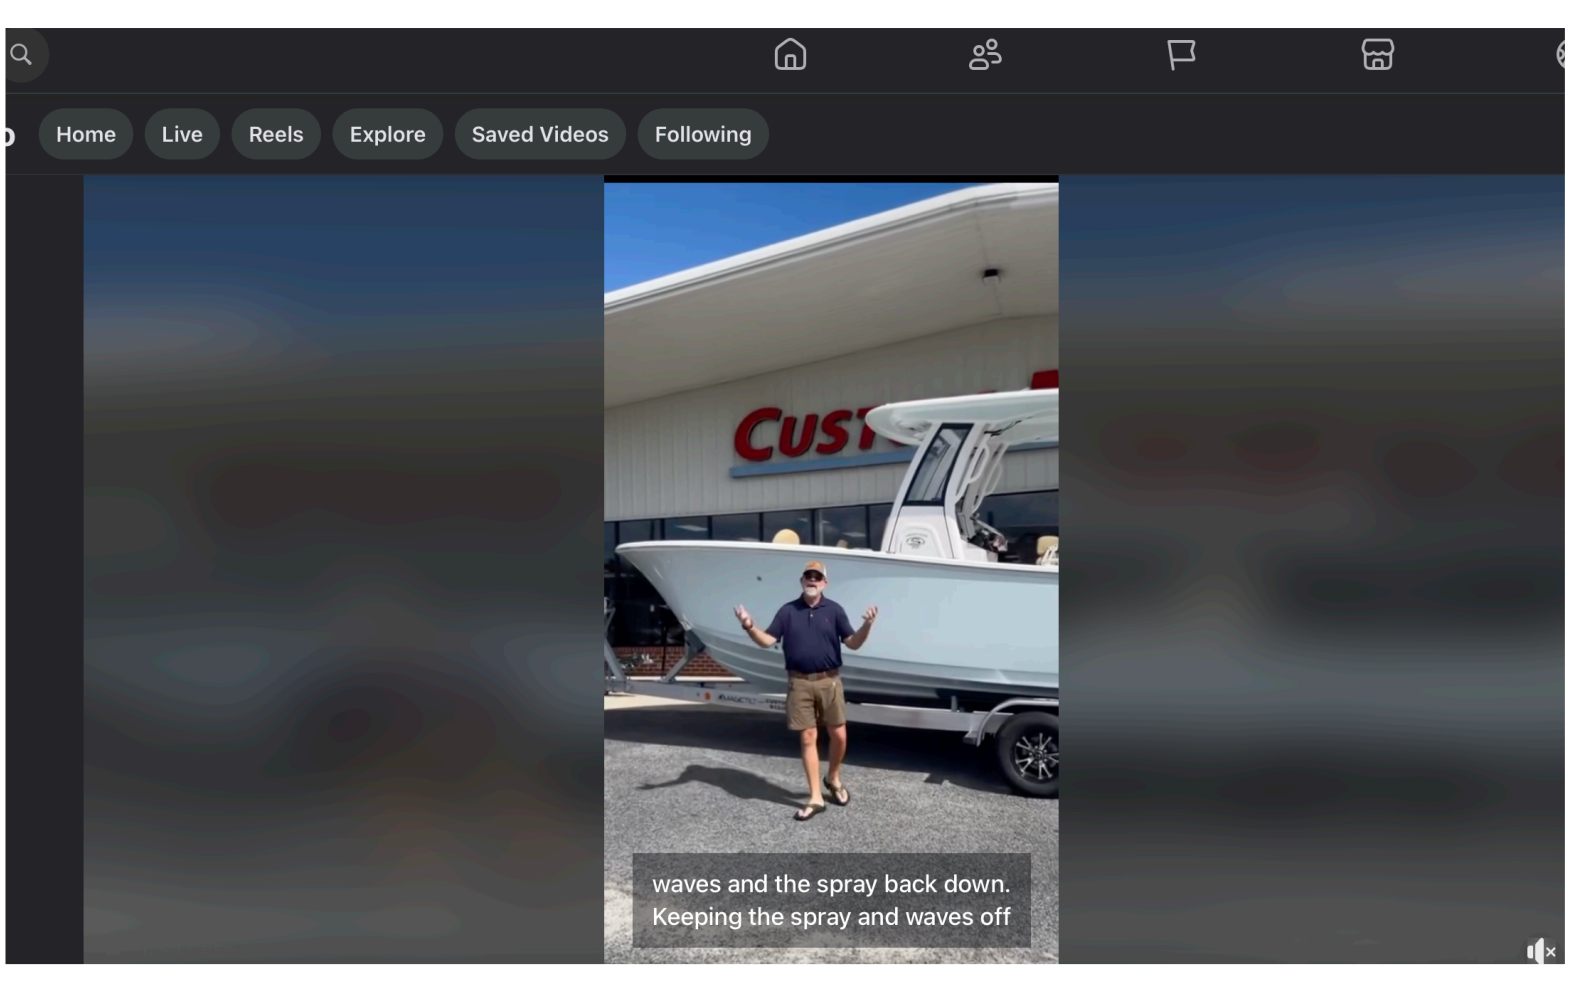 Home Live Reels Explore Saved Videos Following
CUST
waves and the spray back down.
Keeping the spray and waves off